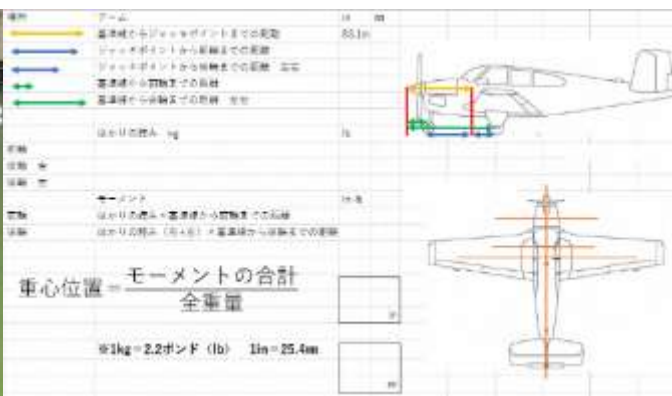 場所 アーム in mm
基準線からジャッキポイントまでの距離 83.1in
ジャッキポイントから前輪までの距離
ジャッキポイントから後輪までの距離 左右
基準線から前輪までの距離
基準線から後輪までの距離 左右
はかりの読み kg lb
前輪
後輪 右
後輪 左
モーメント in-lb
前輪 はかりの読み×基準線から前輪までの距離
後輪 はかりの読み(右+左)×基準線から後輪までの距離
重心位置=モーメントの合計
全重量
in
※1kg=2.2ポンド(lb) 1in=25.4mm